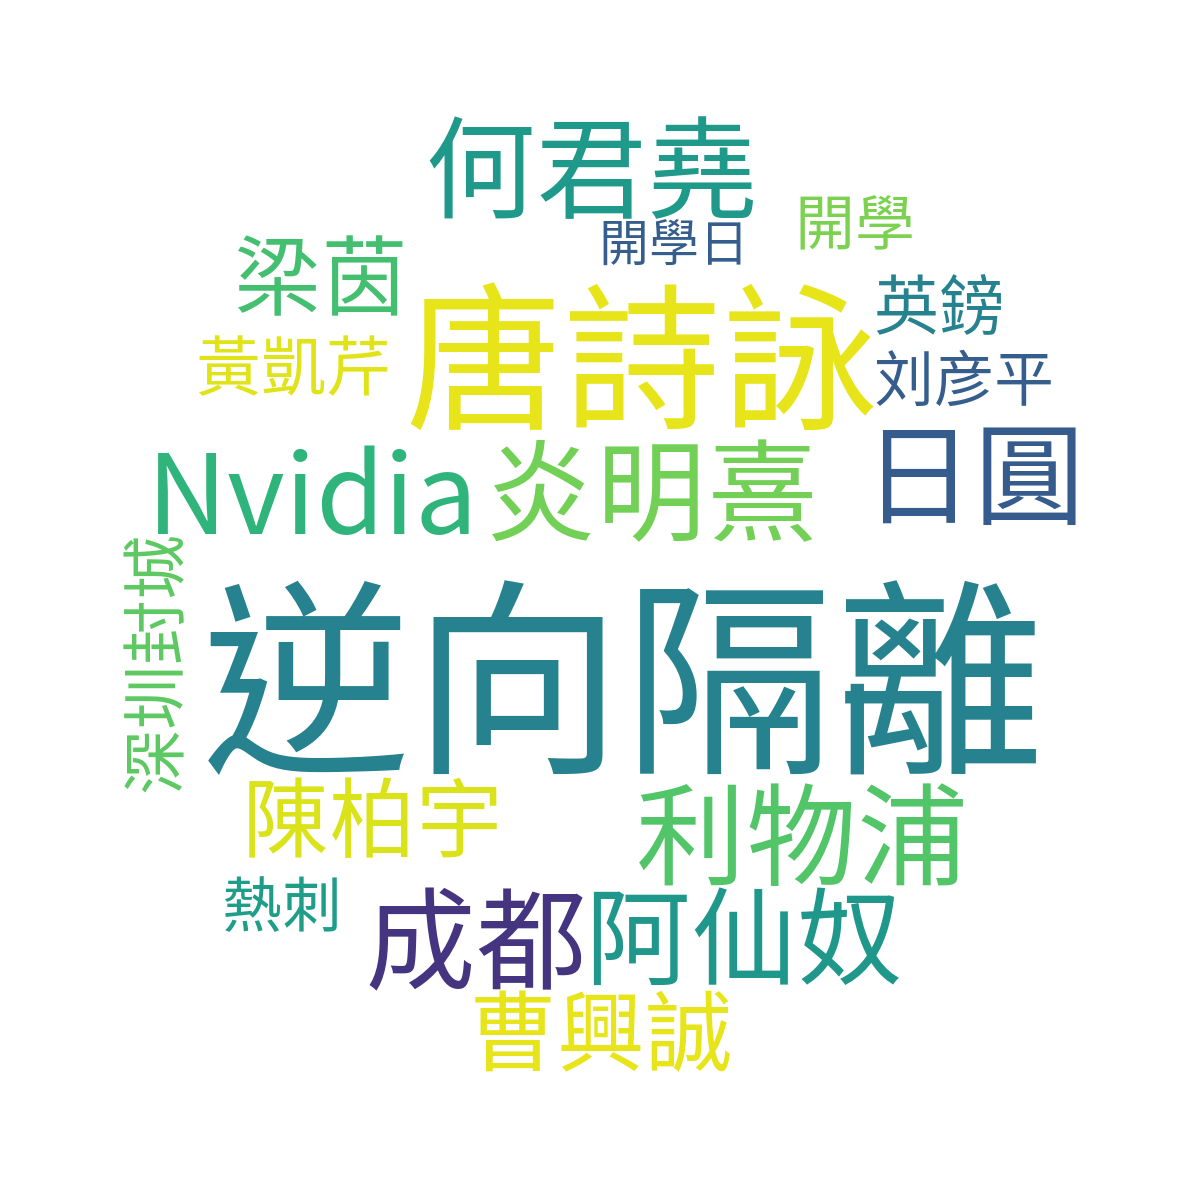 何君堯
開學
開學日
梁茵
英鎊
唐詩詠
黃凱芹
刘彦平
Nvidia
炎明熹
日圓
深圳封城
逆向隔離
陳柏宇
利物浦
熱刺
成都
阿仙奴
曹興誠